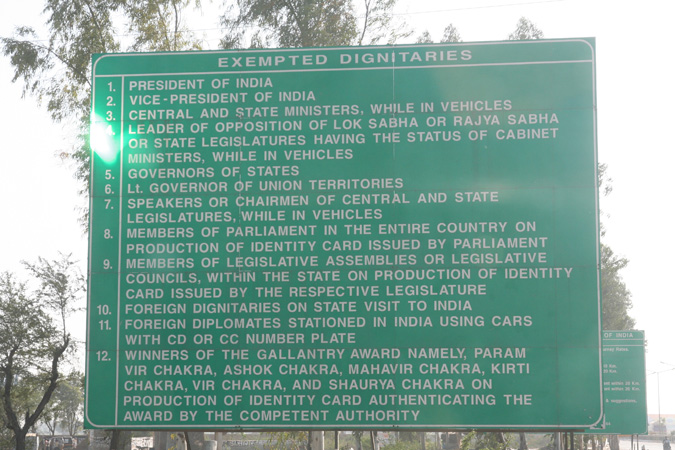 EXEMPTED DIGNITARIES
1. PRESIDENT OF INDIA
2. VICE-PRESIDENT OF INDIA
3. CENTRAL AND STATE MINISTERS, WHILE IN VEHICLES
4. LEADER OF OPPOSITION OF LOK SABHA OR RAJYA SABHA
OR STATE LEGISLATURES HAVING THE STATUS OF CABINET
MINISTERS, WHILE IN VEHICLES
5. GOVERNORS OF STATES
6. Lt. GOVERNOR OF UNION TERRITORIES
7. SPEAKERS OR CHAIRMEN OF CENTRAL AND STATE
LEGISLATURES, WHILE IN VEHICLES
8. MEMBERS OF PARLIAMENT IN THE ENTIRE COUNTRY ON
PRODUCTION OF IDENTITY CARD ISSUED BY PARLIAMENT
9. MEMBERS OF LEGISLATIVE ASSEMBLIES OR LEGISLATIVE
COUNCILS, WITHIN THE STATE ON PRODUCTION OF IDENTITY
CARD ISSUED BY THE RESPECTIVE LEGISLATURE
10. FOREIGN DIGNITARIES ON STATE VISIT TO INDIA
11. FOREIGN DIPLOMATES STATIONED IN INDIA USING CARS
WITH CD OR CC NUMBER PLATE
12. WINNERS OF THE GALLANTRY AWARD NAMELY, PARAM
VIR CHAKRA, ASHOK CHAKRA, MAHAVIR CHAKRA, KIRTI
CHAKRA, VIR CHAKRA, AND SHAURYA CHAKRA ON
PRODUCTION OF IDENTITY CARD AUTHENTICATING THE
AWARD BY THE COMPETENT AUTHORITY
OF INDIA